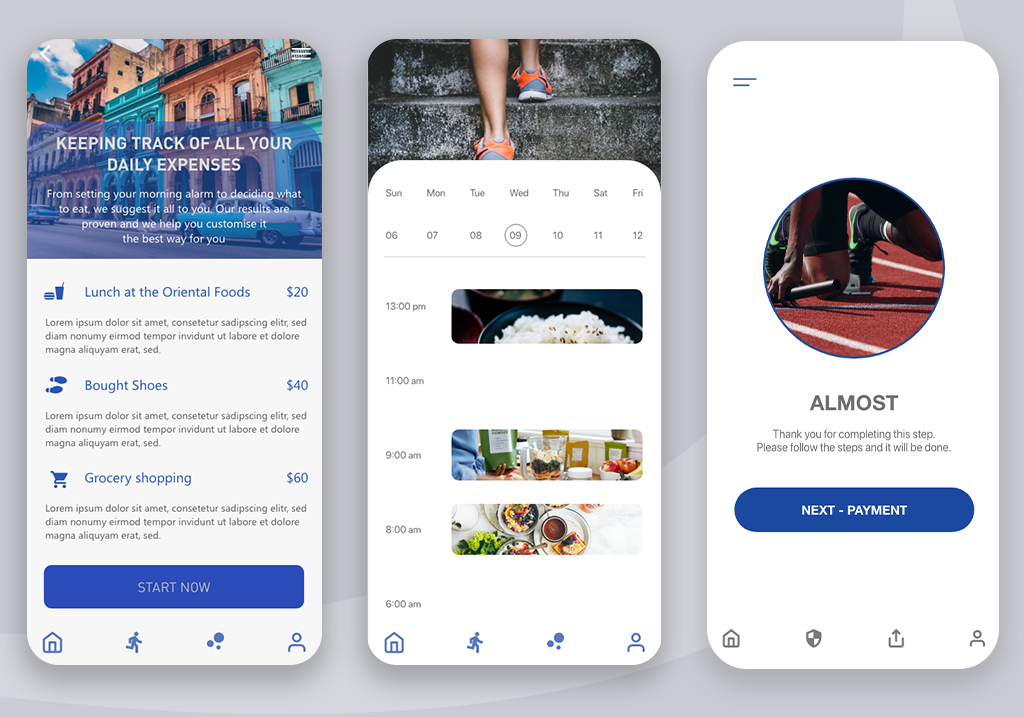 KEEPING TRACK OF ALL YOUR
DAILY EXPENSES
From setting your morning alarm to deciding what
to eat, we suggest it all to you. Our results are
proven and we help you customise it
the best way for you
Lunch at the Oriental Foods $20
Lorem ipsum dolor sit amet, consetetur sadipscing elitr, sed
diam nonumy eirmod tempor invidunt ut labore et dolore
magna aliquyam erat, sed.
Bought Shoes $40
Lorem ipsum dolor sit amet, consetetur sadipscing elitr, sed
diam nonumy eirmod tempor invidunt ut labore et dolore
magna aliquyam erat, sed.
Grocery shopping $60
Lorem ipsum dolor sit amet, consetetur sadipscing elitr, sed
diam nonumy eirmod tempor invidunt ut labore et dolore
magna aliquyam erat, sed.
START NOW
Sun Mon Tue Wed Thu Sat Fri
06 07 08 09 10 11 12
13:00 pm
11:00 am
9:00 am
8:00 am
6:00 am
ALMOST
Thank you for completing this step.
Please follow the steps and it will be done.
NEXT - PAYMENT